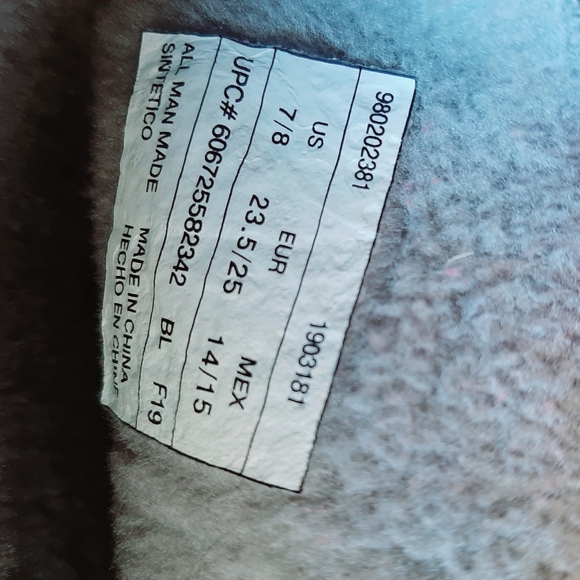 980202381 1903181
US EUR MEX
7/8 23.5/25 14/15
UPC# 606725582342 BL F19
ALL MAN MADE MADE IN CHINA
SINTETICO HECHO EN CHINE